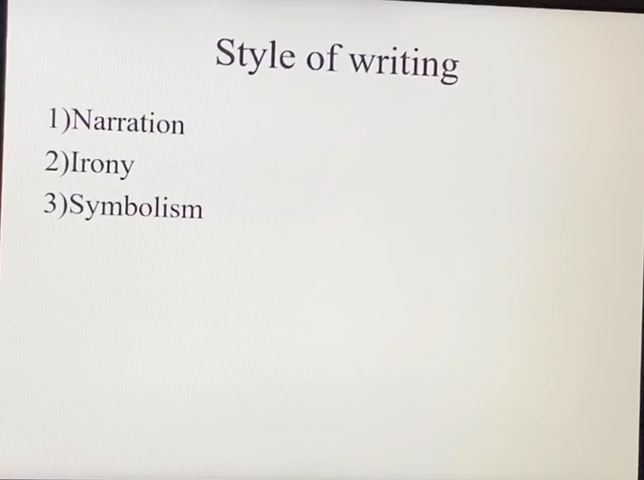 Style of writing
1)Narration
2)Irony
3)Symbolism